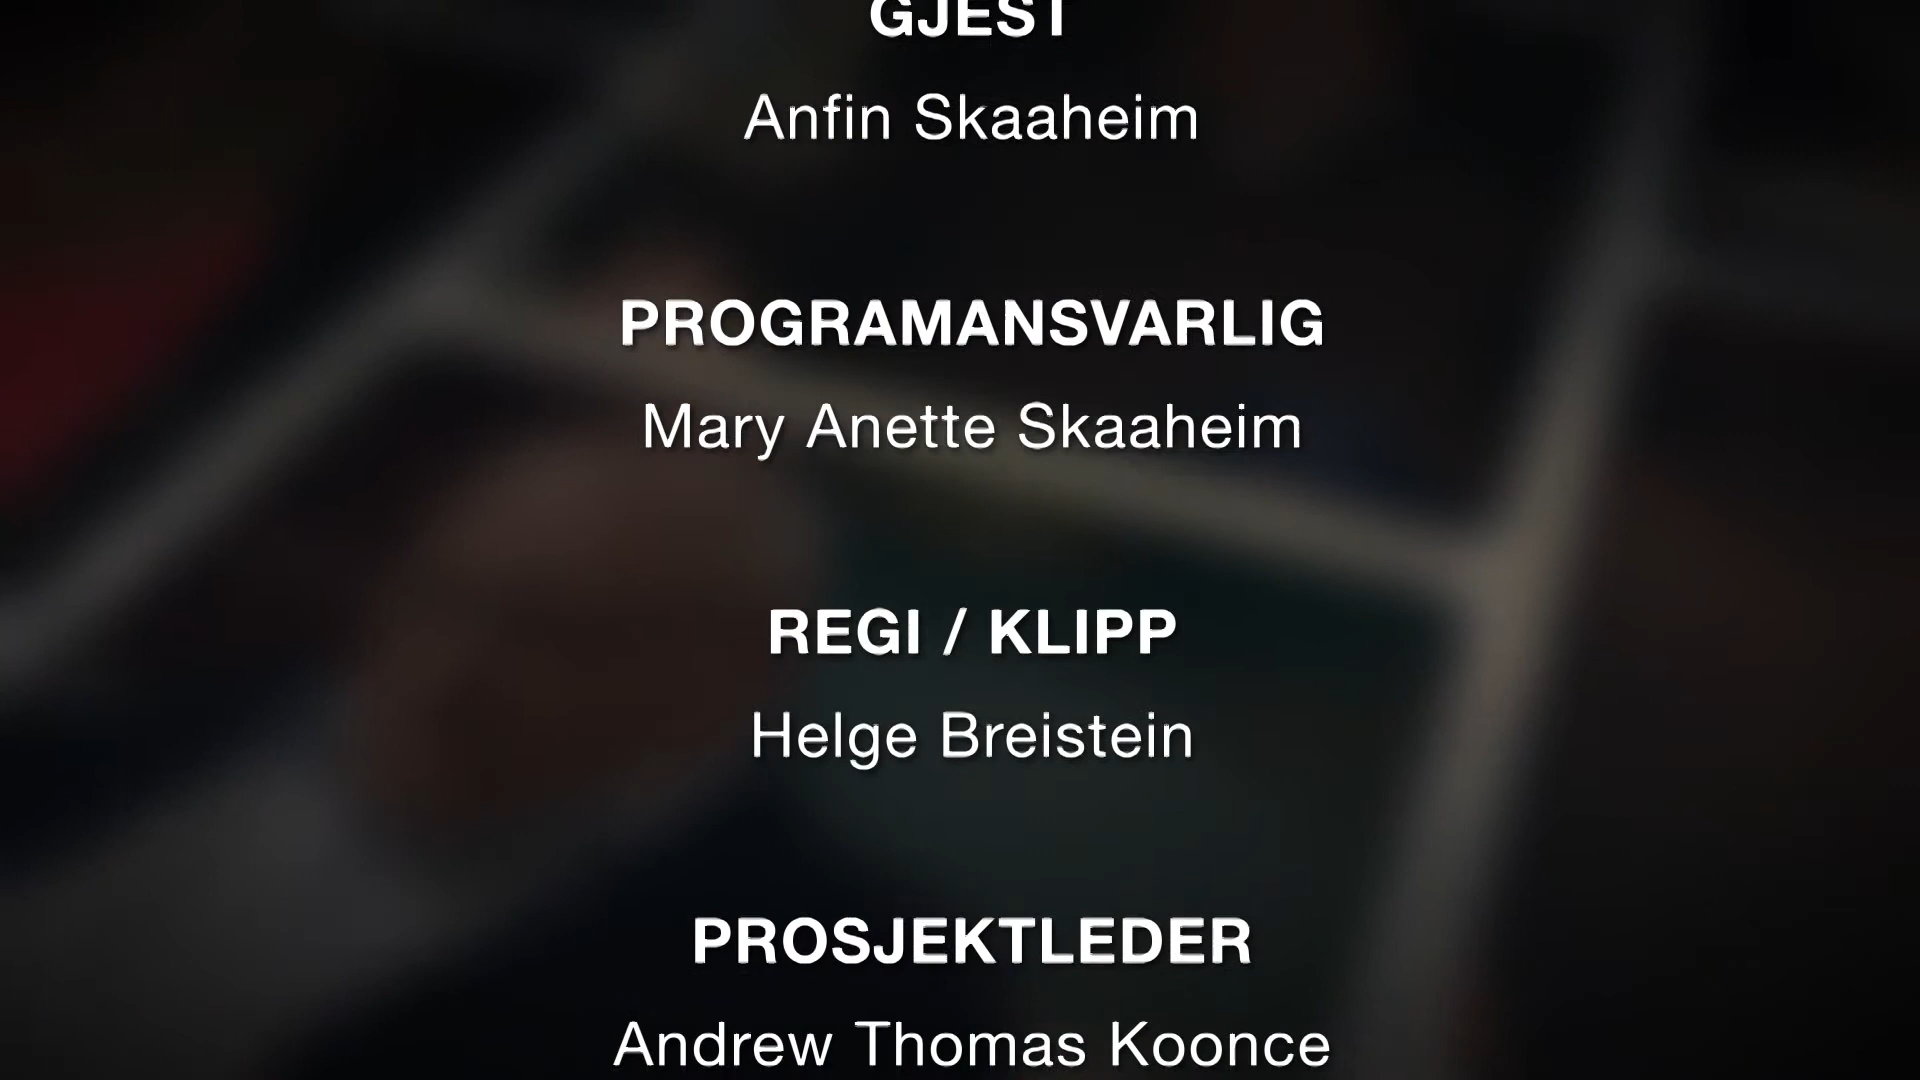 GJEST
Anfin Skaaheim
PROGRAMANSVARLIG
Mary Anette Skaaheim
REGI / KLIPP
Helge Breistein
PROSJEKTLEDER
Andrew Thomas Koonce